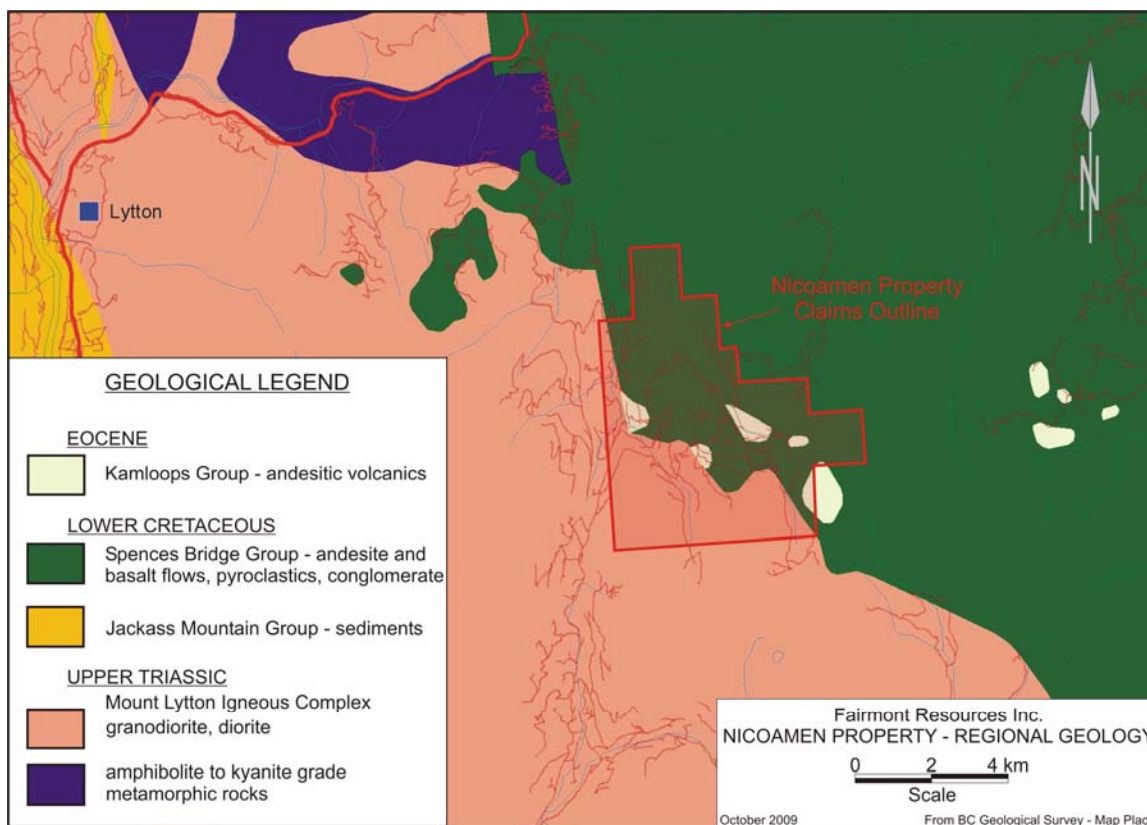 N
Lytton
Nicoamen Property
Claims Outline
GEOLOGICAL LEGEND
EOCENE
Kamloops Group - andesitic volcanics
LOWER CRETACEOUS
Spences Bridge Group - andesite and
basalt flows, pyroclastics, conglomerate
Jackass Mountain Group - sediments
UPPER TRIASSIC
Mount Lytton Igneous Complex
granodiorite, diorite
amphibolite to kyanite grade
metamorphic rocks
Fairmont Resources Inc.
NICOAMEN PROPERTY - REGIONAL GEOLOGY
0 2 4 km
Scale
October 2009 From BC Geological Survey - Map Plac